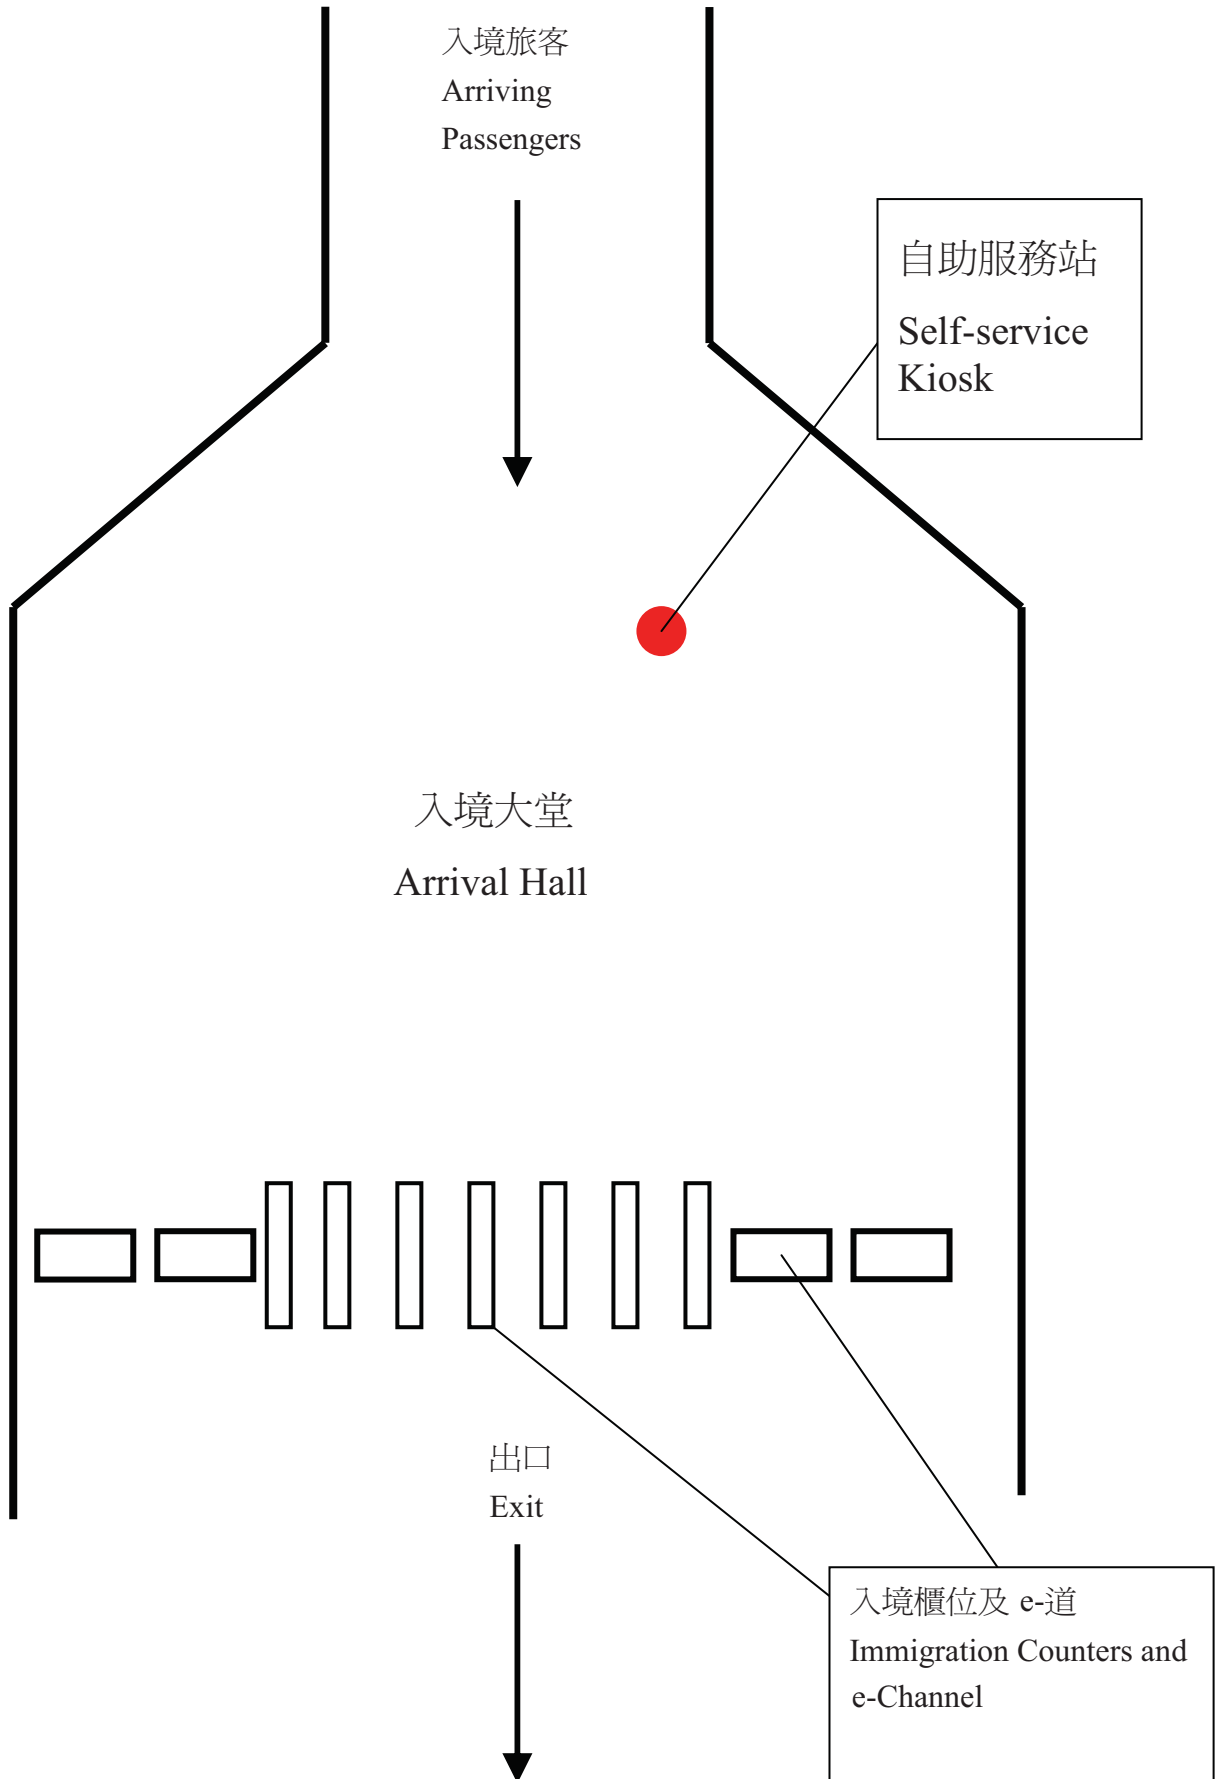 入境旅客
Arriving
Passengers
自助服務站
Self-service
Kiosk
入境大堂
Arrival Hall
出口
Exit
入境櫃位及 e-道
Immigration Counters and
e-Channel